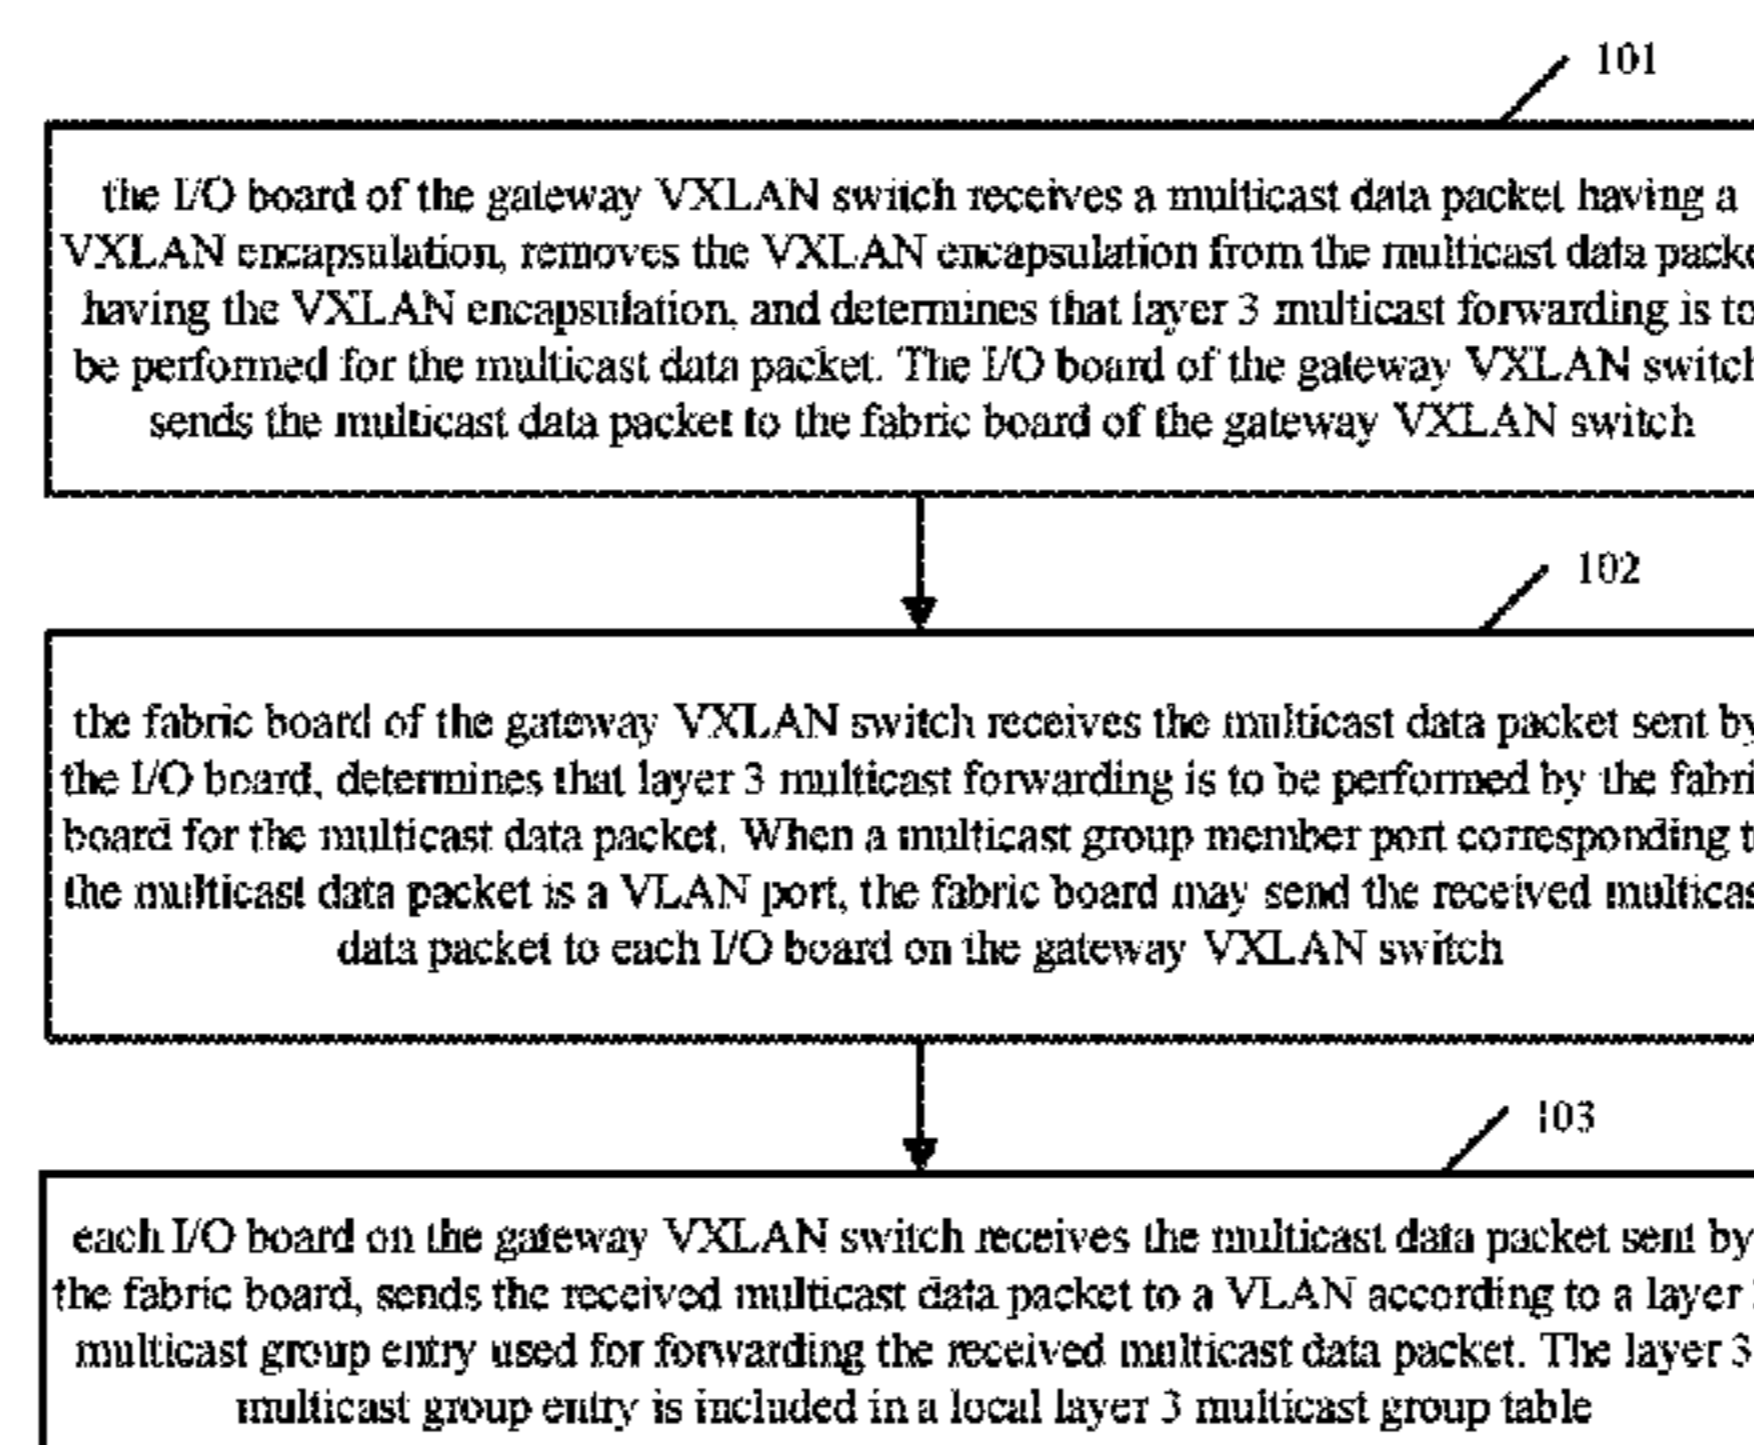 101
the I/O board of the gateway VXLAN switch receives a multicast data packet having a
VXLAN encapsulation, removes the VXLAN encapsulation from the multicast data packe
having the VXLAN encapsulation, and determines that layer 3 multicast forwarding is to
be performed for the multicast data packet. The I/O board of the gateway VXLAN switch
sends the multicast data packet to the fabric board of the gateway VXLAN switch
102
the fabric board of the gateway VXLAN switch receives the multicast data packet sent by
the I/O board, determines that layer 3 multicast forwarding is to be performed by the fabri
board for the multicast data packet. When a multicast group member port corresponding t
the multicast data packet is a VLAN port, the fabric board may send the received multicas
data packet to each I/O board on the gateway VXLAN switch
103
each I/O board on the gateway VXLAN switch receives the multicast data packet sent by
the fabric board, sends the received multicast data packet to a VLAN according to a layer
multicast group entry used for forwarding the received multicast data packet. The layer 3
multicast group entry is included in a local layer 3 multicast group table